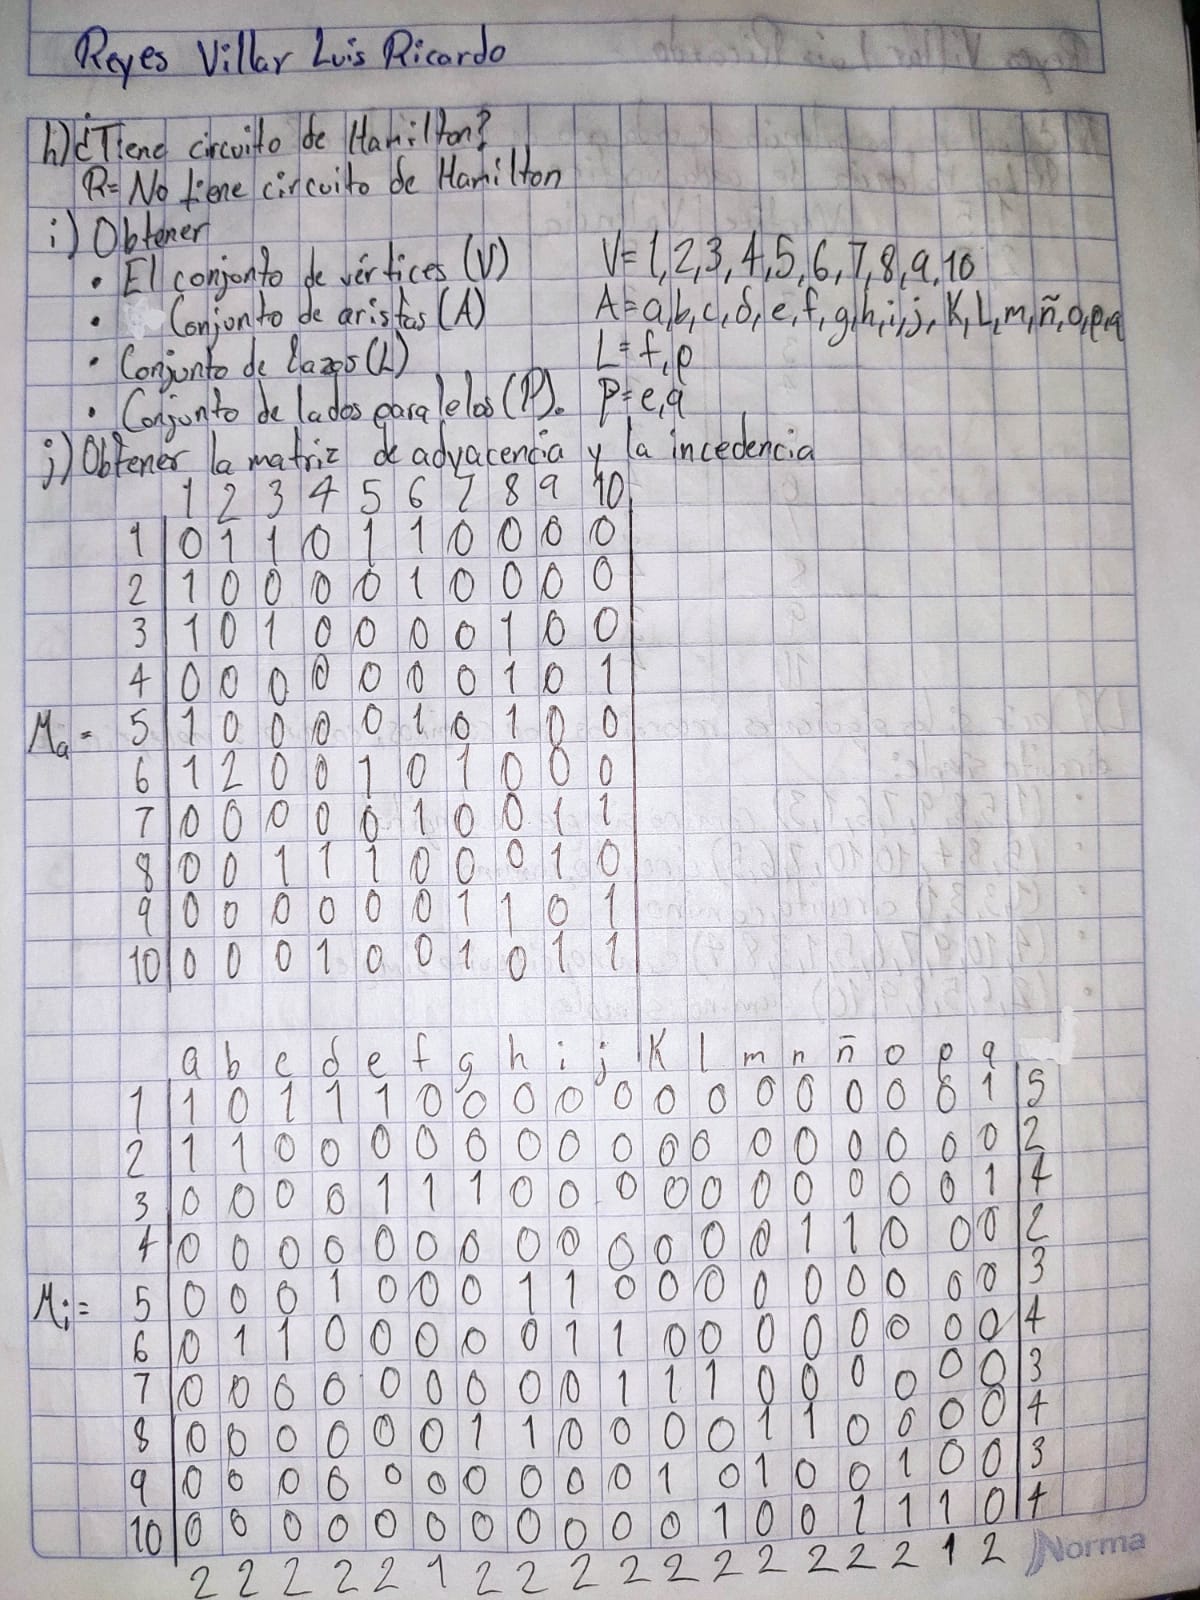 Reyes Villar Luis Ricardo
h) ¿Tiene circuito de Hamilton?
R= No tiene circuito de Hamilton
i) Obtener
• El conjunto de vértices (V) V= 1,2,3,4,5,6,7,8,9,10
• Conjunto de aristas (A) A= a,b,c,d,e,f,g,h,i,j,K,L,m,ñ,o,p,q
• Conjunto de lazos (L) L= f,p
• Conjunto de lados paralelos (P). P= e,q
j) Obtener la matriz de adyacencia y la incedencia
1 2 3 4 5 6 7 8 9 10
1 0 1 1 0 1 1 0 0 0 0
2 1 0 0 0 0 1 0 0 0 0
3 1 0 1 0 0 0 0 1 0 0
4 0 0 0 0 0 0 0 1 0 1
Ma= 5 1 0 0 0 0 1 0 1 0 0
6 1 2 0 0 1 0 1 0 0 0
7 0 0 0 0 0 1 0 0 1 1
8 0 0 1 1 1 0 0 0 1 0
9 0 0 0 0 0 0 1 1 0 1
10 0 0 0 1 0 0 1 0 1 1
a b c d e f g h i j K l m n ñ o p q
1 1 0 1 1 1 0 0 0 0 0 0 0 0 0 0 0 0 1 5
2 1 1 0 0 0 0 0 0 0 0 0 0 0 0 0 0 0 0 2
3 0 0 0 0 1 1 1 0 0 0 0 0 0 0 0 0 0 1 4
4 0 0 0 0 0 0 0 0 0 0 0 0 0 1 1 0 0 0 2
Mi= 5 0 0 0 1 0 0 0 1 1 0 0 0 0 0 0 0 0 0 3
6 0 1 1 0 0 0 0 0 1 1 0 0 0 0 0 0 0 0 4
7 0 0 0 0 0 0 0 0 0 1 1 1 0 0 0 0 0 0 3
8 0 0 0 0 0 0 1 1 0 0 0 0 1 1 0 0 0 0 4
9 0 0 0 0 0 0 0 0 0 0 1 0 1 0 0 1 0 0 3
10 0 0 0 0 0 0 0 0 0 0 0 1 0 0 1 1 1 0 4
2 2 2 2 2 1 2 2 2 2 2 2 2 2 2 2 1 2
Norma